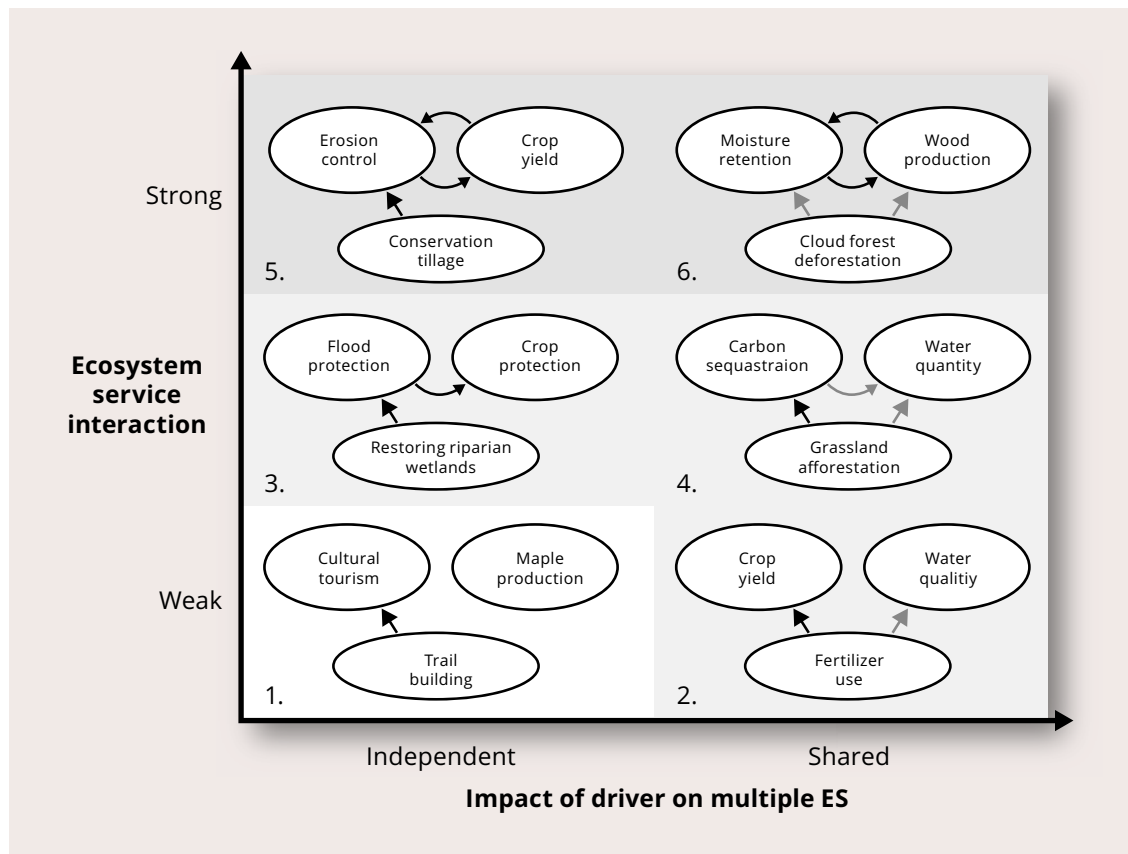 Strong
Erosion
control
Crop
yield
Conservation
tillage
5.
Moisture
retention
Wood
production
Cloud forest
deforestation
6.
Ecosystem
service
interaction
Flood
protection
Crop
protection
Restoring riparian
wetlands
3.
Carbon
sequastraion
Water
quantity
Grassland
afforestation
4.
Weak
Cultural
tourism
Maple
production
Trail
building
1.
Crop
yield
Water
qualitiy
Fertilizer
use
2.
Independent
Shared
Impact of driver on multiple ES